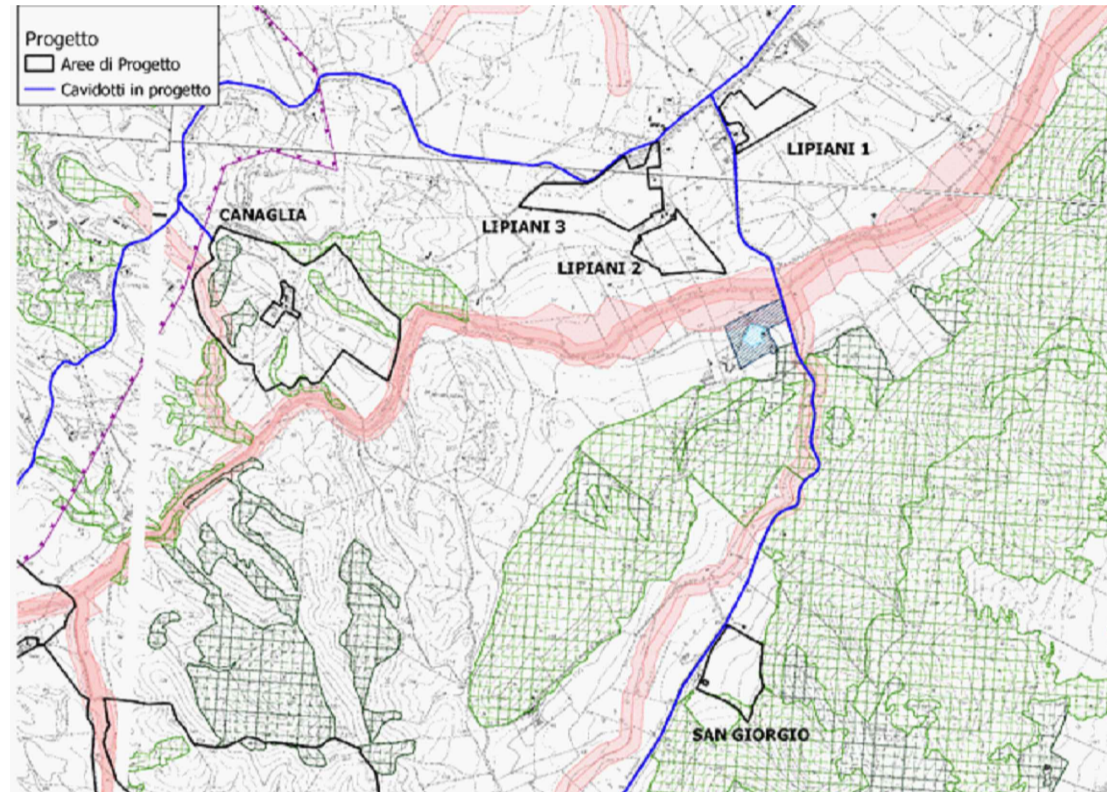 Progetto
Aree di Progetto
Cavidotti in progetto
LIPIANI 1
CANAGLIA
LIPIANI 3
LIPIANI 2
SAN GIORGIO